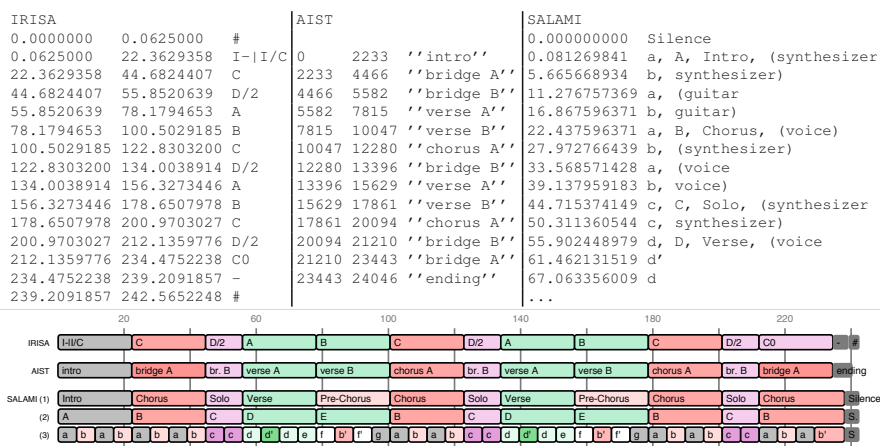 IRISA AIST SALAMI
0.0000000 0.0625000 # 0.000000000 Silence
0.0625000 22.3629358 I-|I/C 0 2233 ''intro'' 0.081269841 a, A, Intro, (synthesizer
22.3629358 44.6824407 C 2233 4466 ''bridge A'' 5.665668934 b, synthesizer)
44.6824407 55.8520639 D/2 4466 5582 ''bridge B'' 11.276757369 a, (guitar
55.8520639 78.1794653 A 5582 7815 ''verse A'' 16.867596371 b, guitar)
78.1794653 100.5029185 B 7815 10047 ''verse B'' 22.437596371 a, B, Chorus, (voice)
100.5029185 122.8303200 C 10047 12280 ''chorus A'' 27.972766439 b, (synthesizer)
122.8303200 134.0038914 D/2 12280 13396 ''bridge B'' 33.568571428 a, (voice
134.0038914 156.3273446 A 13396 15629 ''verse A'' 39.137959183 b, voice)
156.3273446 178.6507978 B 15629 17861 ''verse B'' 44.715374149 c, C, Solo, (synthesizer
178.6507978 200.9703027 C 17861 20094 ''chorus A'' 50.311360544 c, synthesizer)
200.9703027 212.1359776 D/2 20094 21210 ''bridge B'' 55.902448979 d, D, Verse, (voice
212.1359776 234.4752238 C0 21210 23443 ''bridge A'' 61.462131519 d'
234.4752238 239.2091857 - 23443 24046 ''ending'' 67.063356009 d
239.2091857 242.5652248 # ...
20 60 100 140 180 220
IRISA I-II/C C D/2 A B C D/2 A B C D/2 C0 - #
AIST intro bridge A br. B verse A verse B chorus A br. B verse A verse B chorus A br. B bridge A ending
SALAMI (1) Intro Chorus Solo Verse Pre-Chorus Chorus Solo Verse Pre-Chorus Chorus Solo Chorus Silence
(2) A B C D E B C D E B C B S.
(3) a b a b a b a b c c d d' d e f b' f' g a b a b c c d d' d e f b' f' g a b a b c c a b a b' S